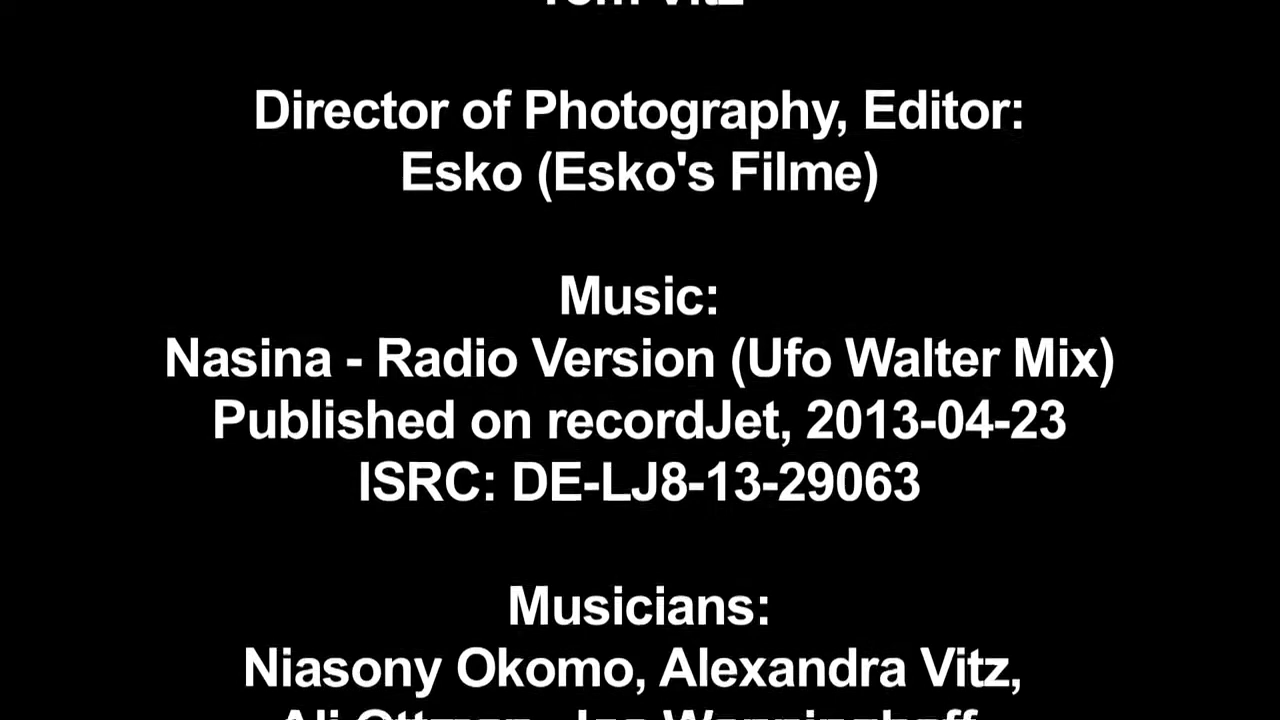 Vitz
Director of Photography, Editor:
Esko (Esko's Filme)
Music:
Nasina - Radio Version (Ufo Walter Mix)
Published on recordJet, 2013-04-23
ISRC: DE-LJ8-13-29063
Musicians:
Niasony Okomo, Alexandra Vitz,